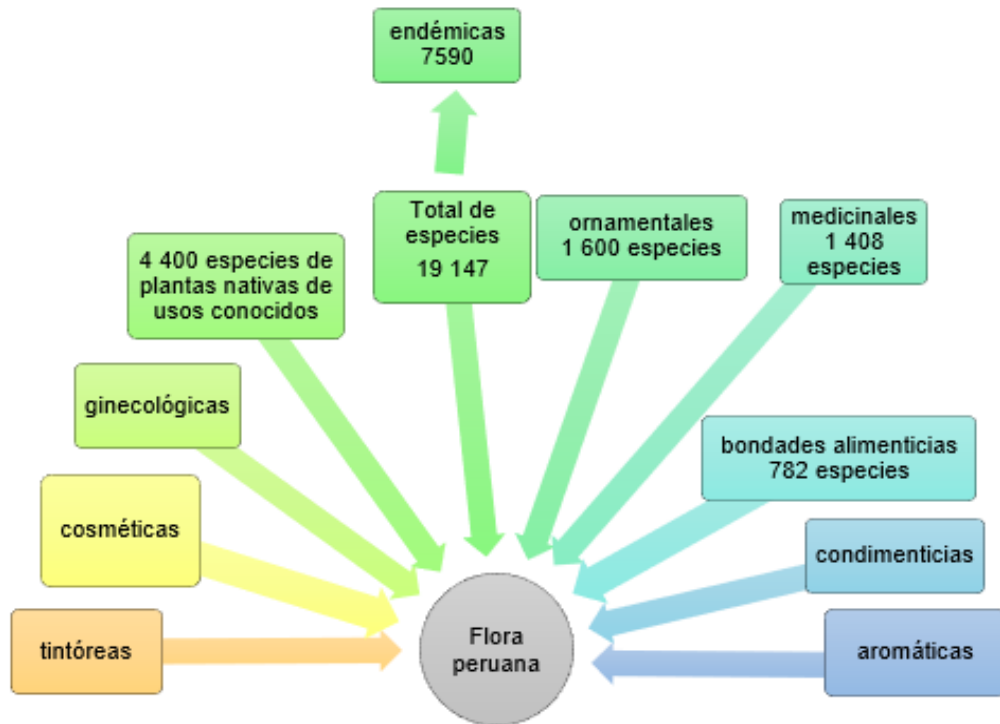 endémicas
7590
Total de
especies
19 147
ornamentales
1 600 especies
medicinales
1 408
especies
4 400 especies de
plantas nativas de
usos conocidos
ginecológicas
bondades alimenticias
782 especies
cosméticas
condimenticias
tintóreas
Flora
peruana
aromáticas